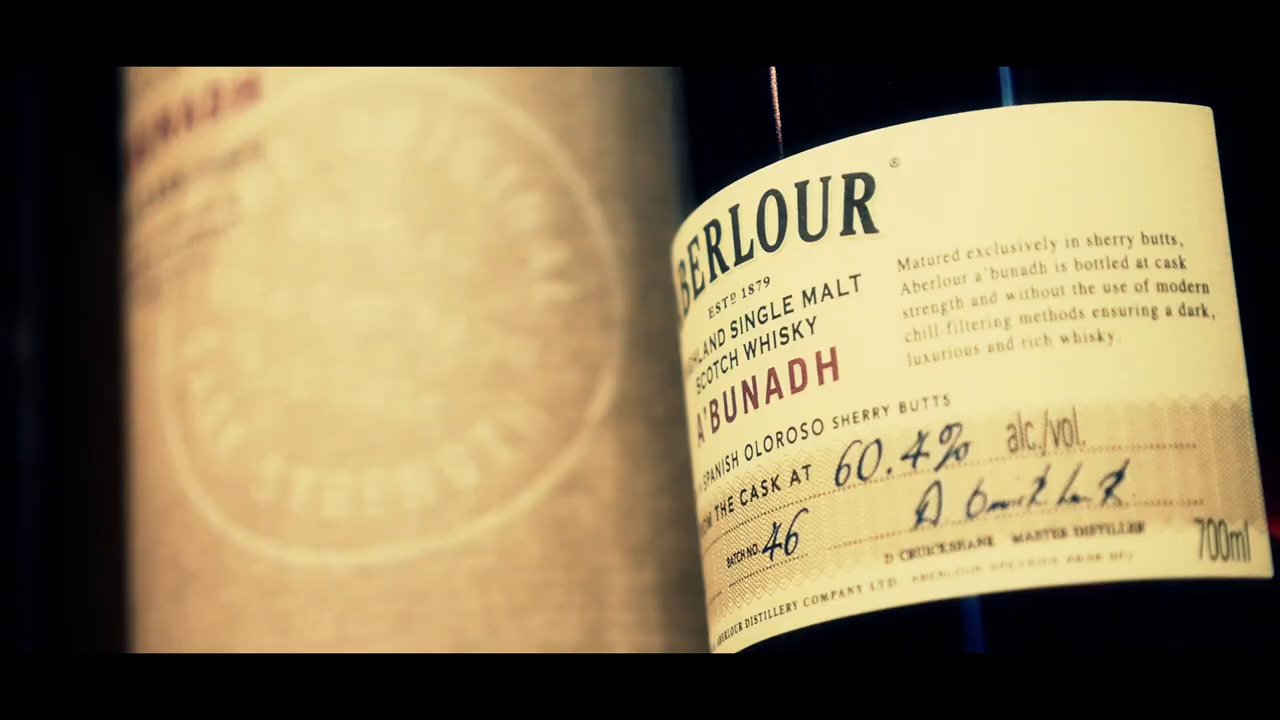 BERLOUR ®
ESTD 1879
LAND SINGLE MALT
SCOTCH WHISKY
A'BUNADH
SPANISH OLOROSO SHERRY BUTTS
THE CASK AT 60.4% alc./vol.
BATCH NO. 46
D CRUICKSHANK MASTER DISTILLER
700ml
ABERLOUR DISTILLERY COMPANY LTD.
Matured exclusively in sherry butts,
Aberlour a'bunadh is bottled at cask
strength and without the use of modern
chill-filtering methods ensuring a dark,
luxurious and rich whisky.